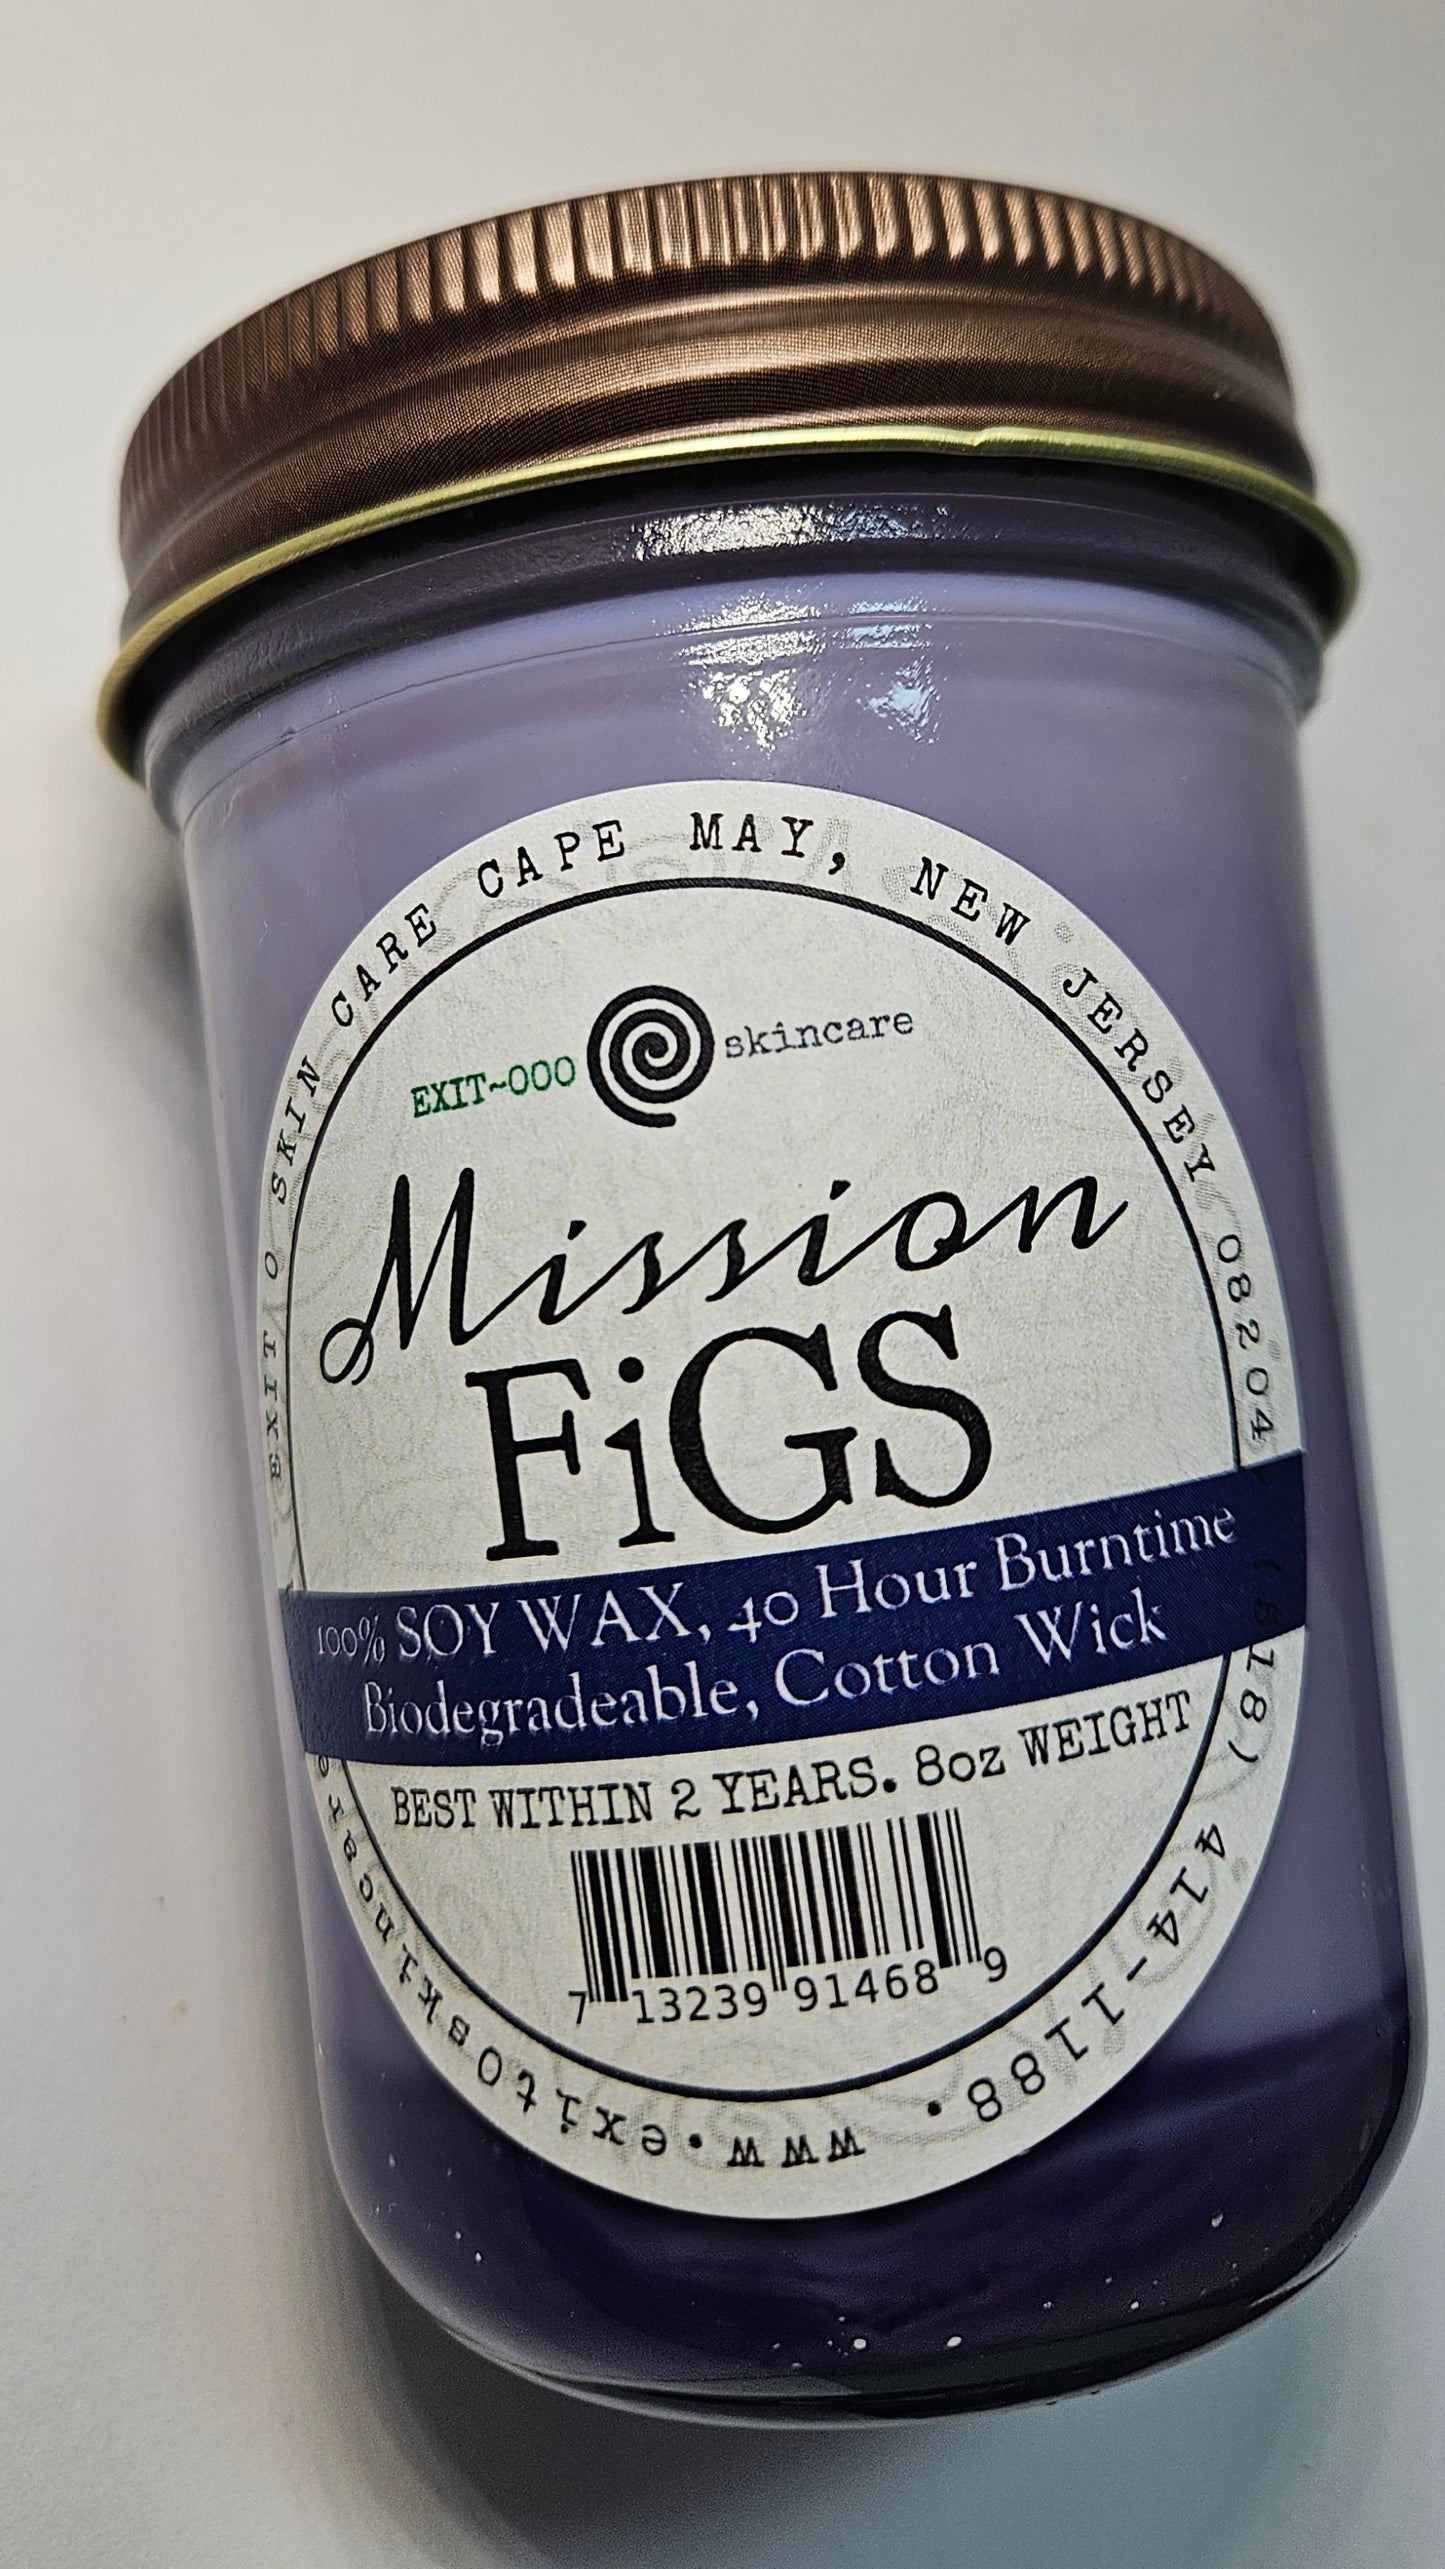 EXIT 0 SKIN CARE CAPE MAY, NEW JERSEY 08204
EXIT~000 skincare
Mission
FiGS
100% SOY WAX, 40 Hour Burntime
Biodegradeable, Cotton Wick
BEST WITHIN 2 YEARS. 8oz WEIGHT
7 13239 91468 9
18) 414-1188 • www.exit0skincare